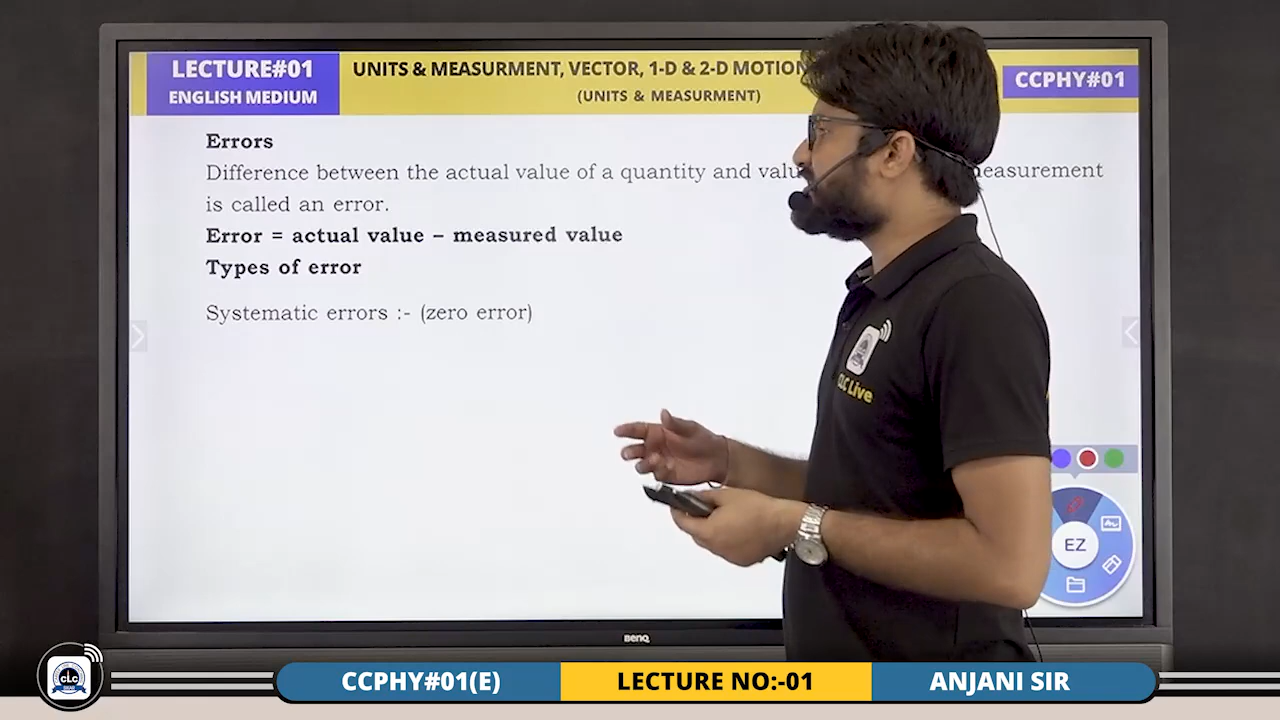 LECTURE#01
ENGLISH MEDIUM
UNITS & MEASURMENT, VECTOR, 1-D & 2-D MOTION
(UNITS & MEASURMENT)
CCPHY#01
Errors
Difference between the actual value of a quantity and
is called an error.
Error = actual value – measured value
Types of error
Systematic errors :- (zero error)
CLC Live
EZ
BenQ
CLC
SIKAR
CCPHY#01(E)
LECTURE NO:-01
ANJANI SIR